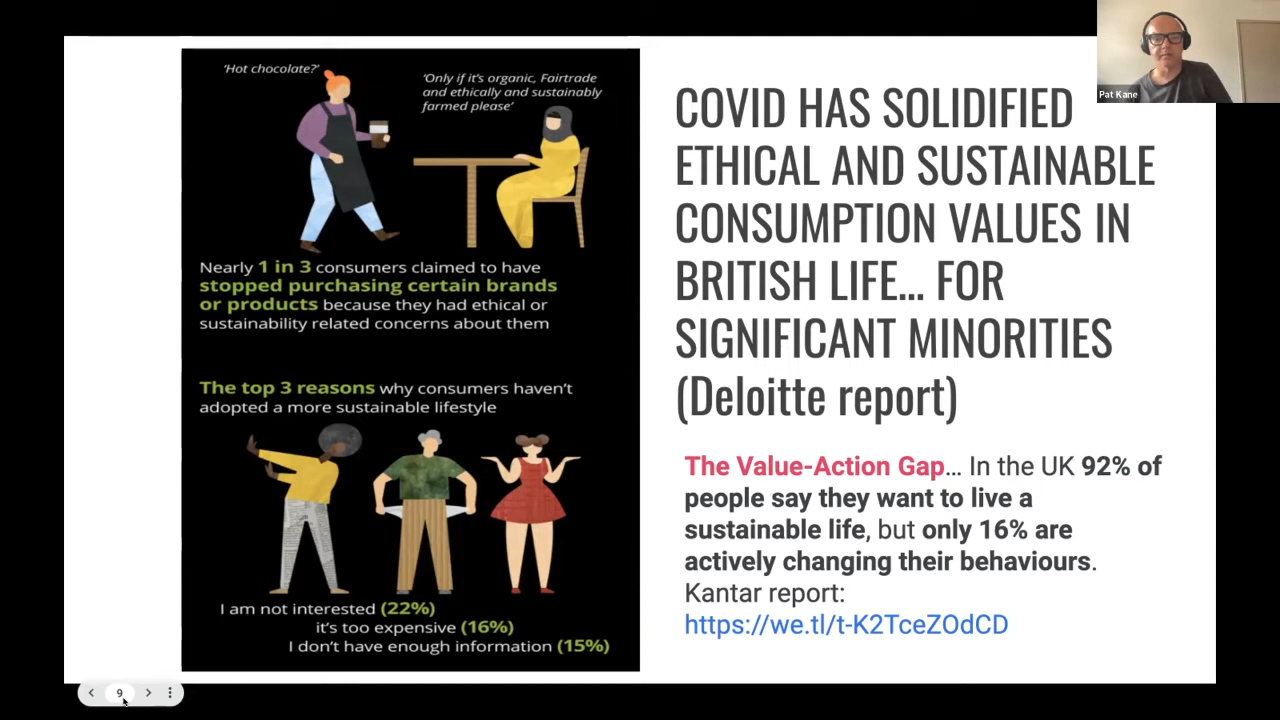 'Hot chocolate?'
'Only if it's organic, Fairtrade
and ethically and sustainably
farmed please'
Nearly 1 in 3 consumers claimed to have
stopped purchasing certain brands
or products because they had ethical or
sustainability related concerns about them
The top 3 reasons why consumers haven't
adopted a more sustainable lifestyle
I am not interested (22%)
it's too expensive (16%)
I don't have enough information (15%)
COVID HAS SOLIDIFIED
ETHICAL AND SUSTAINABLE
CONSUMPTION VALUES IN
BRITISH LIFE... FOR
SIGNIFICANT MINORITIES
(Deloitte report)
The Value-Action Gap... In the UK 92% of
people say they want to live a
sustainable life, but only 16% are
actively changing their behaviours.
Kantar report:
https://we.tl/t-K2TceZOdCD
Pat Kane
9